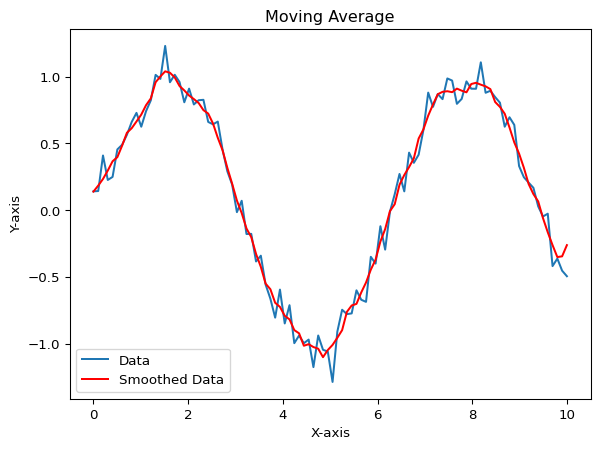 Moving Average
Y-axis
1.0
0.5
0.0
−0.5
−1.0
Data
Smoothed Data
0 2 4 6 8 10
X-axis